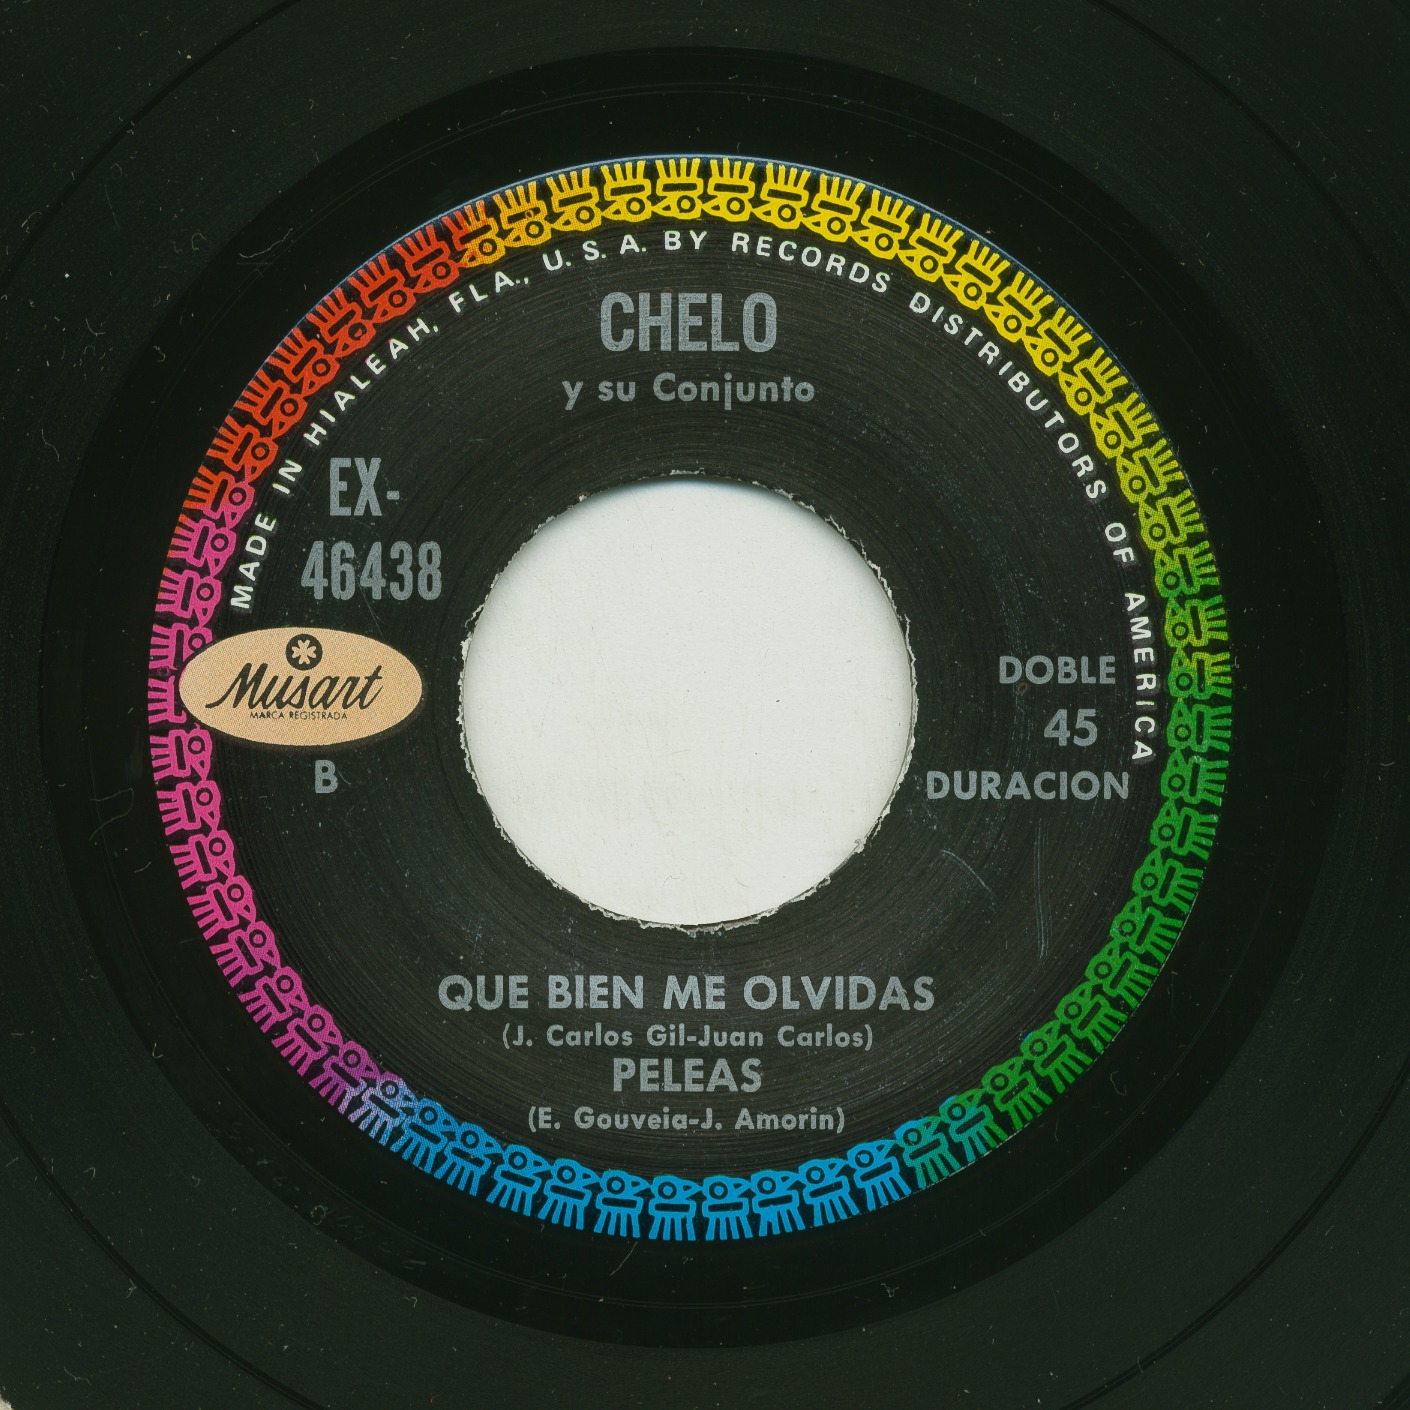 MADE IN HIALEAH, FLA., U.S.A. BY RECORDS DISTRIBUTORS OF AMERICA
CHELO
y su Conjunto
EX-
46438
Musart
MARCA REGISTRADA
B
DOBLE
45
DURACION
QUE BIEN ME OLVIDAS
(J. Carlos Gil-Juan Carlos)
PELEAS
(E. Gouveia-J. Amorin)